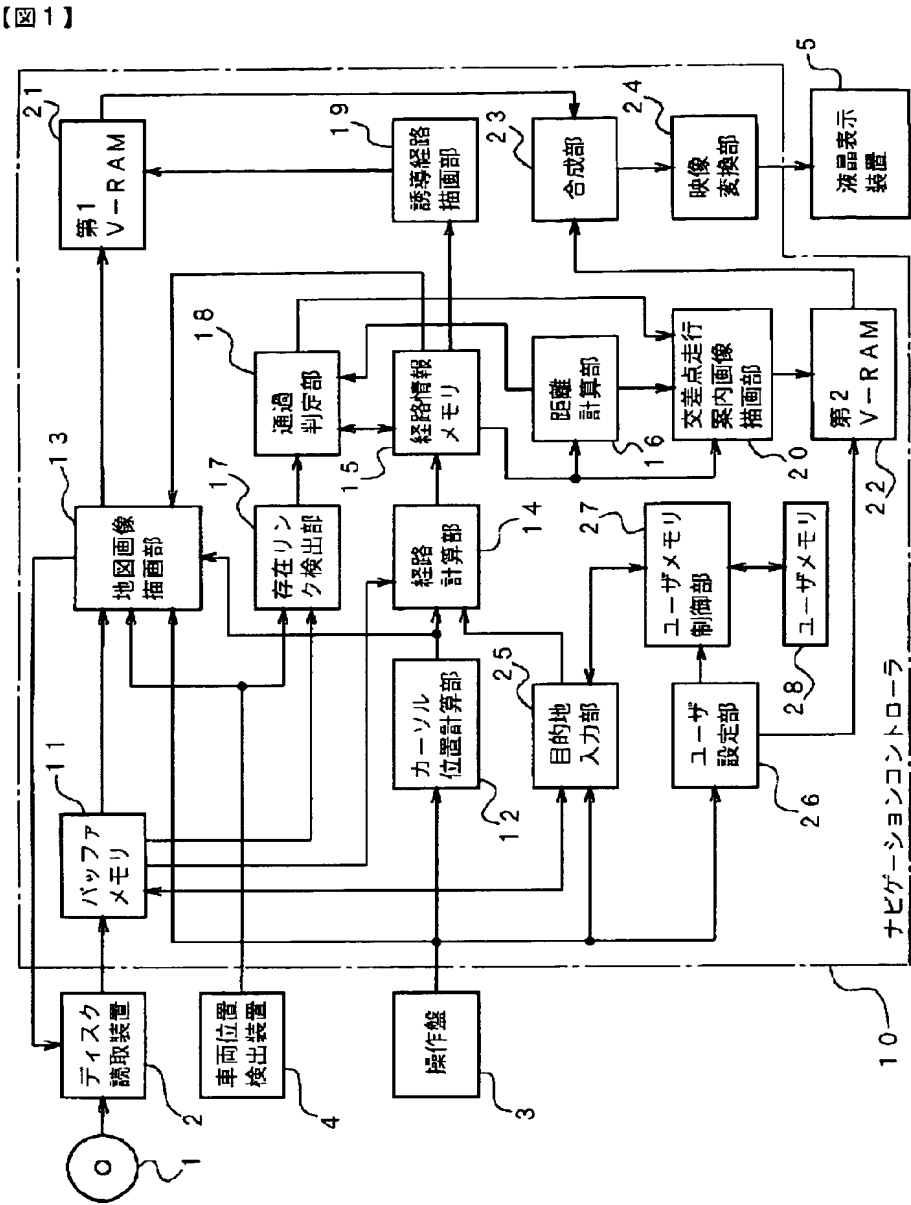 【図1】
1
ディスク
読取装置
2
車両位置
検出装置
4
操作盤
3
10
ナビゲーションコントローラ
バッファ
メモリ
11
カーソル
位置計算部
12
地図画像
描画部
13
存在リン
ク検出部
17
経路
計算部
14
目的地
入力部
25
ユーザ
設定部
26
ユーザメモリ
制御部
27
ユーザメモリ
28
通過
判定部
18
経路情報
メモリ
15
距離
計算部
16
交差点走行
案内画像
描画部
20
第1
V-RAM
21
誘導経路
描画部
19
合成部
23
映像
変換部
24
第2
V-RAM
22
液晶表示
装置
5